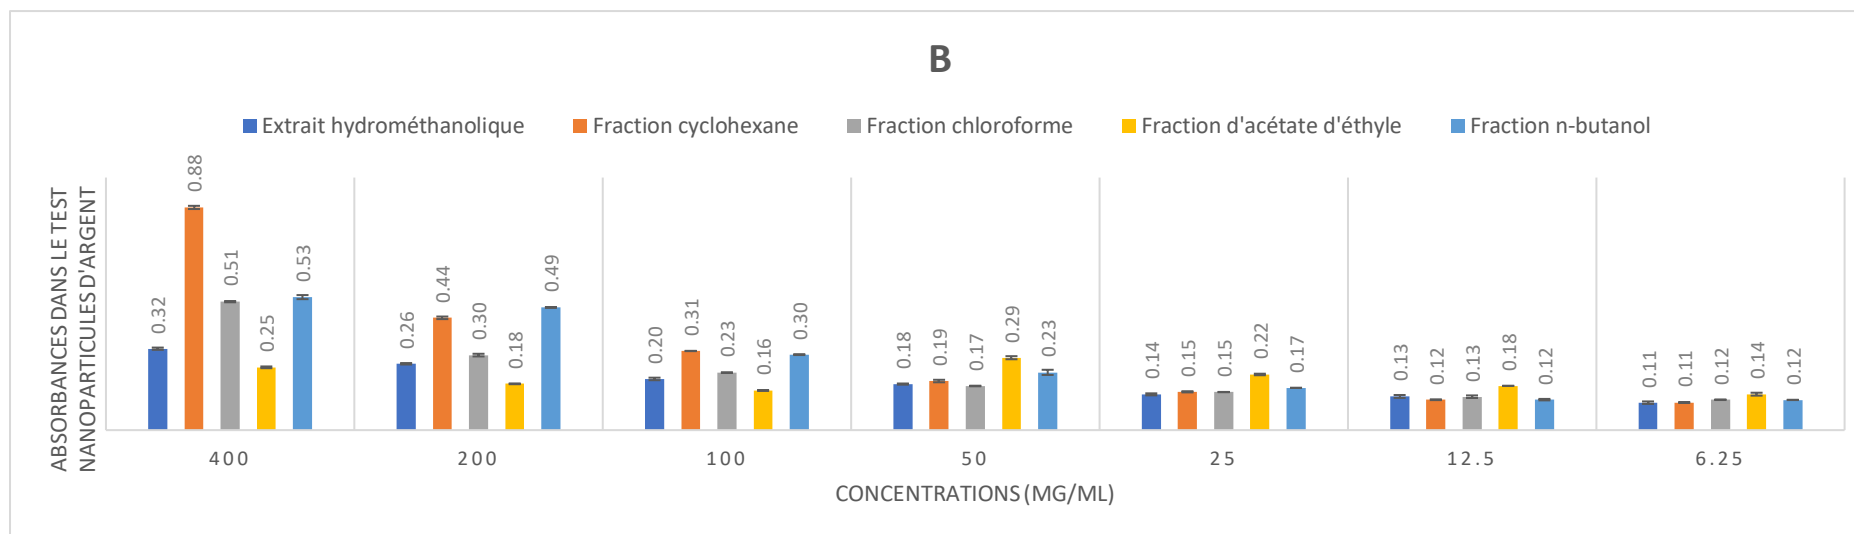 B
Extrait hydrométhanolique Fraction cyclohexane Fraction chloroforme Fraction d'acétate d'éthyle Fraction n-butanol
ABSORBANCES DANS LE TEST
NANOPARTICULES D'ARGENT
0.32 0.88 0.51 0.25 0.53
0.26 0.44 0.30 0.18 0.49
0.20 0.31 0.23 0.16 0.30
0.18 0.19 0.17 0.29 0.23
0.14 0.15 0.15 0.22 0.17
0.13 0.12 0.13 0.18 0.12
0.11 0.11 0.12 0.14 0.12
400 200 100 50 25 12.5 6.25
CONCENTRATIONS (MG/ML)